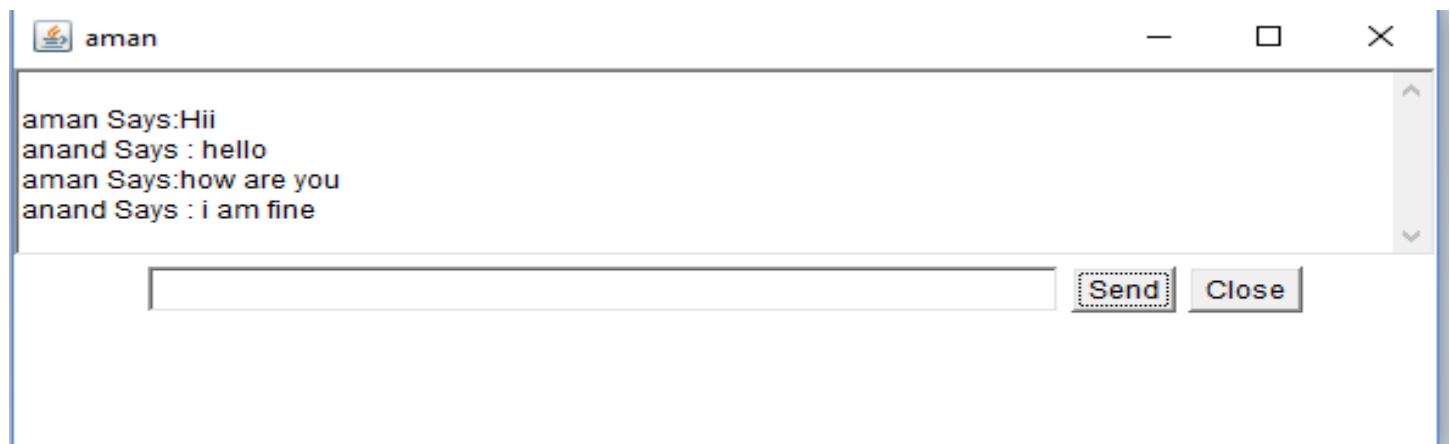 aman
aman Says:Hii
anand Says : hello
aman Says:how are you
anand Says : i am fine
Send Close